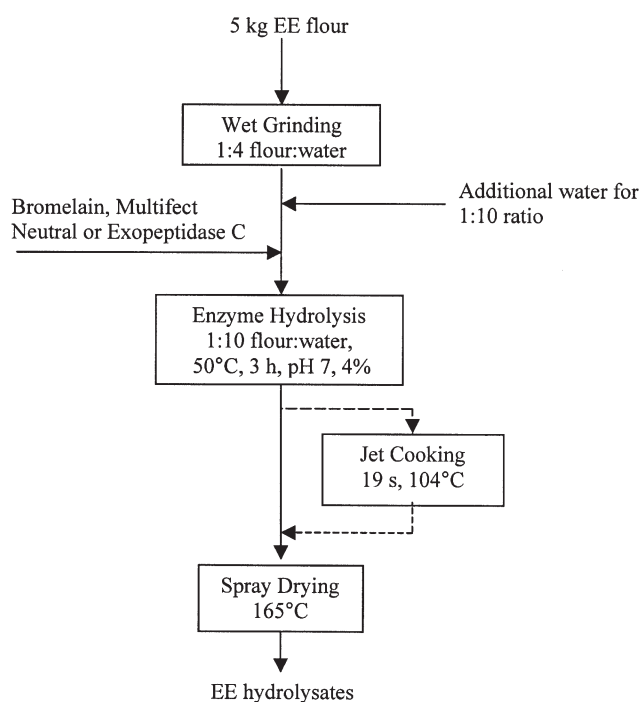 5 kg EE flour
Wet Grinding
1:4 flour:water
Additional water for
1:10 ratio
Bromelain, Multifect
Neutral or Exopeptidase C
Enzyme Hydrolysis
1:10 flour:water,
50°C, 3 h, pH 7, 4%
Jet Cooking
19 s, 104°C
Spray Drying
165°C
EE hydrolysates